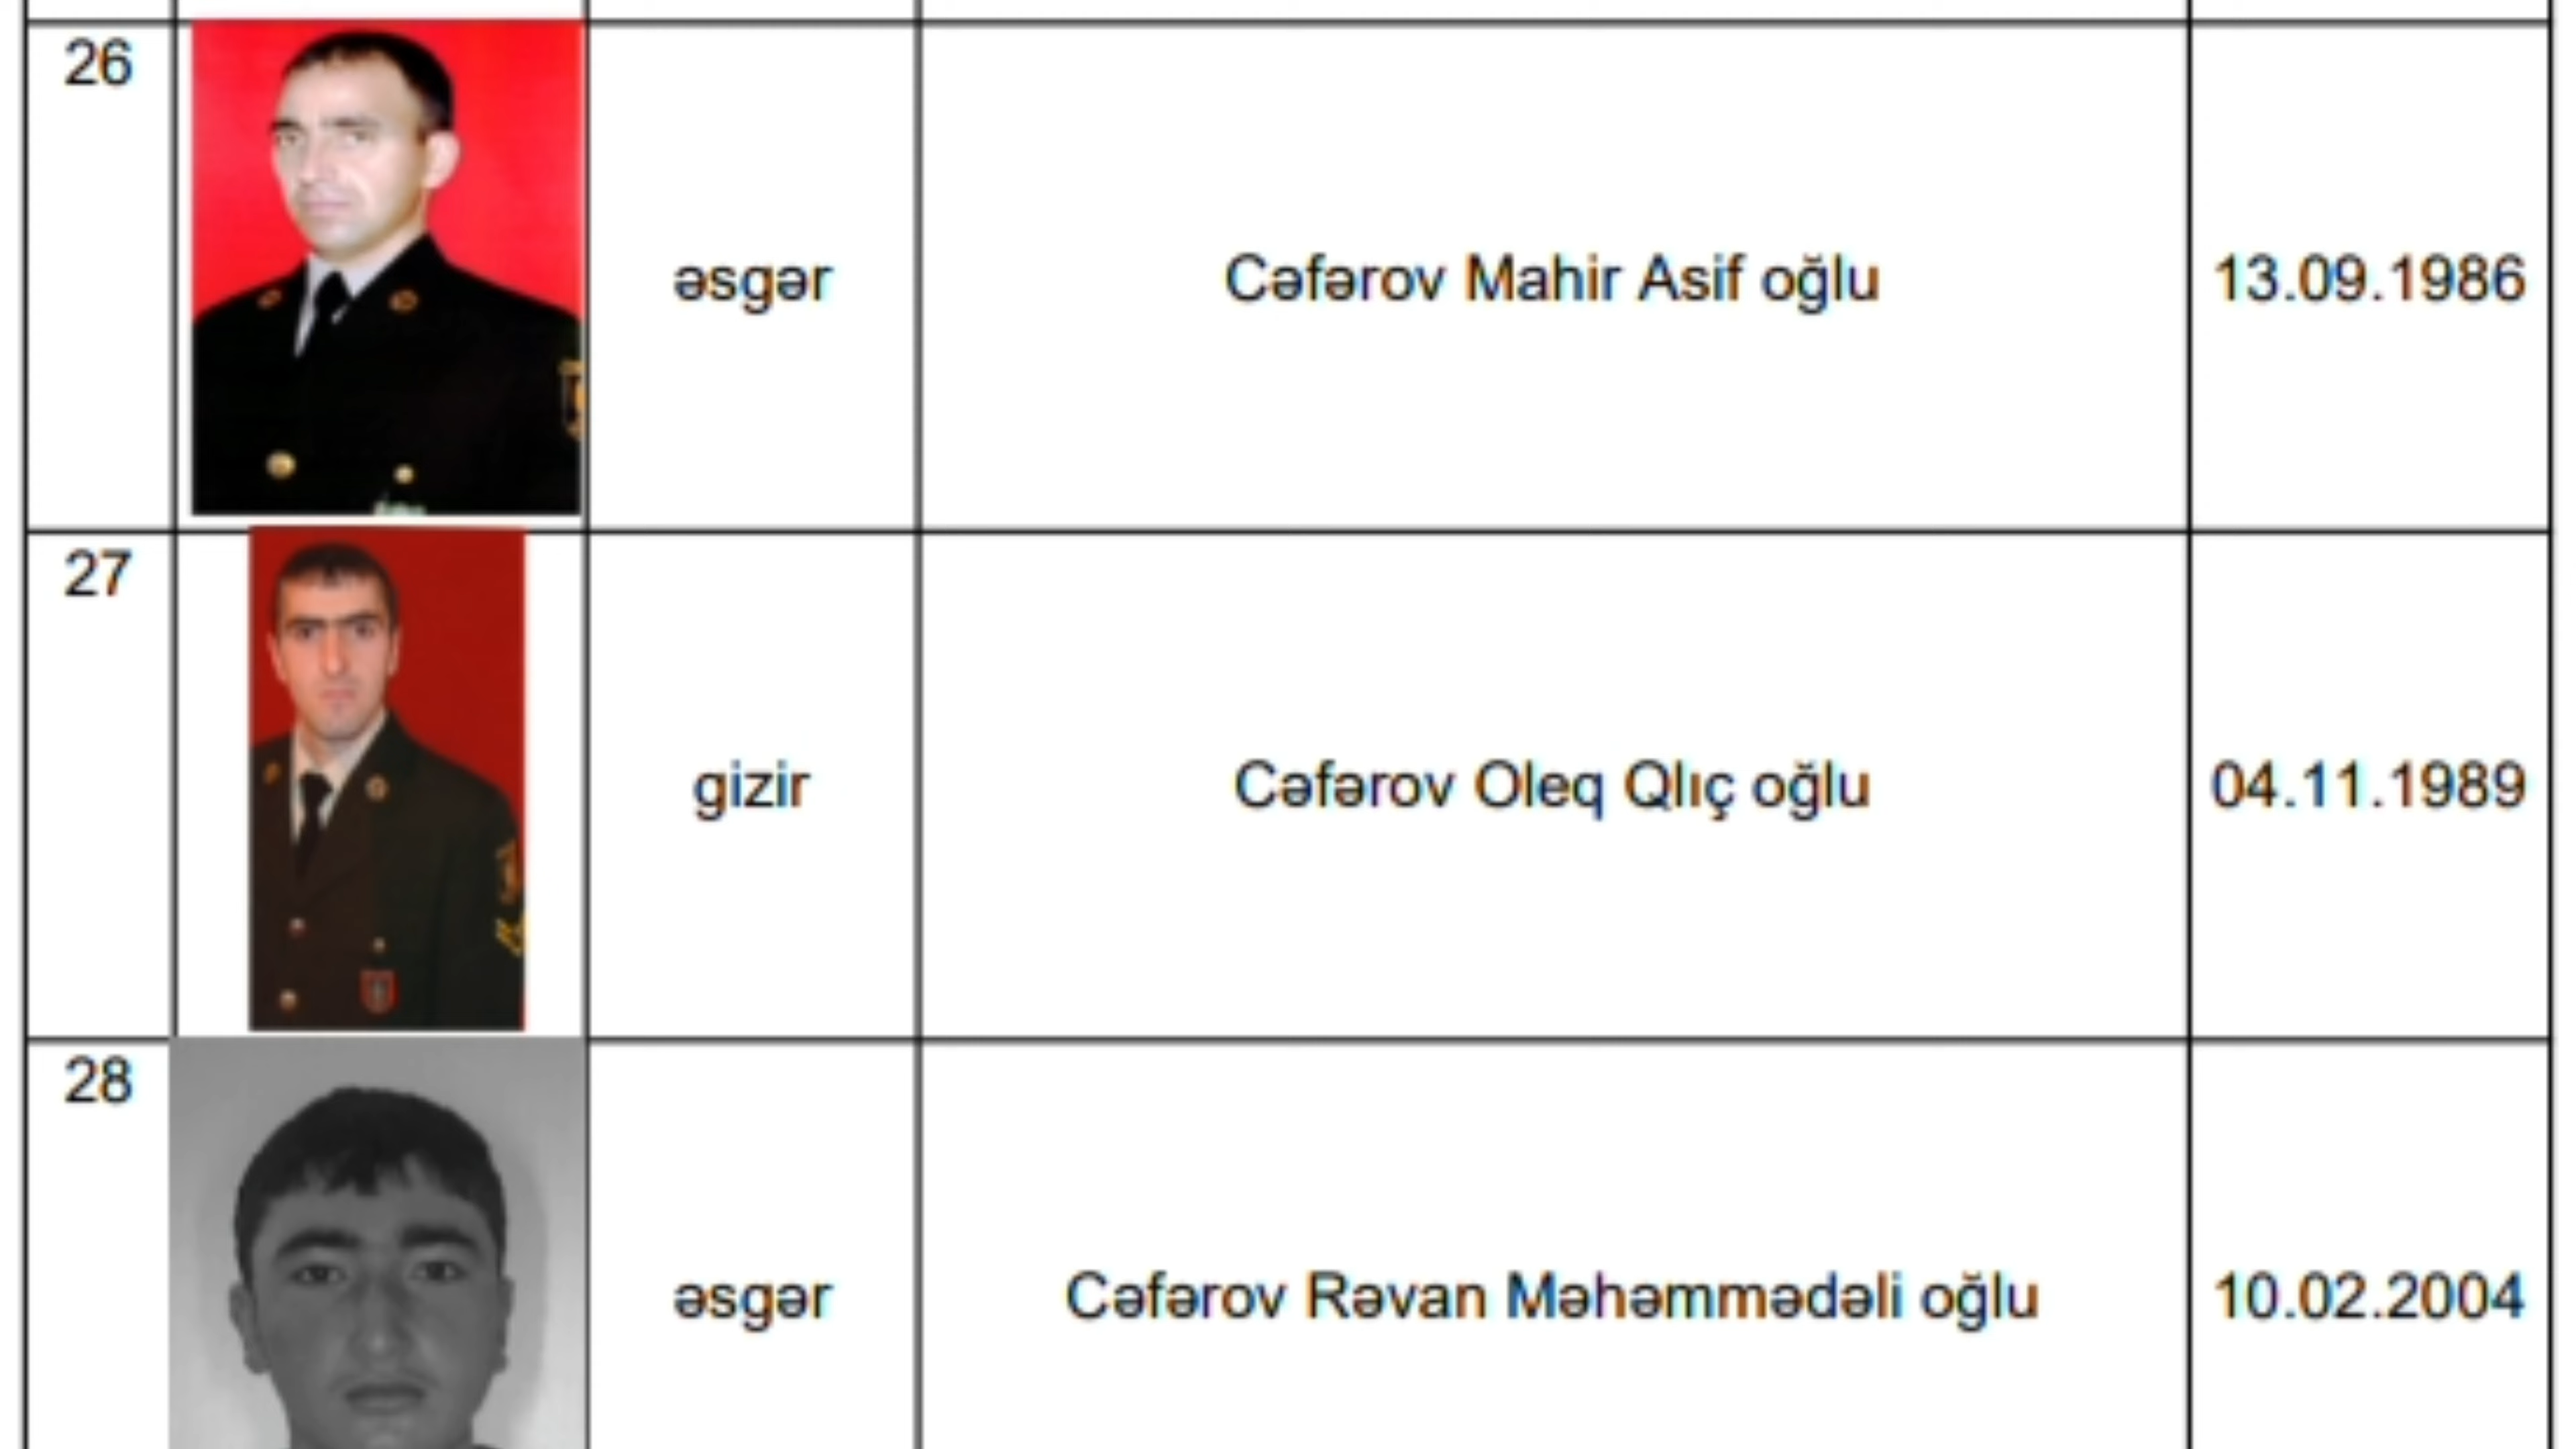 26
əsgər
Cəfərov Mahir Asif oğlu
13.09.1986
27
gizir
Cəfərov Oleq Qlıç oğlu
04.11.1989
28
əsgər
Cəfərov Rəvan Məhəmmədəli oğlu
10.02.2004